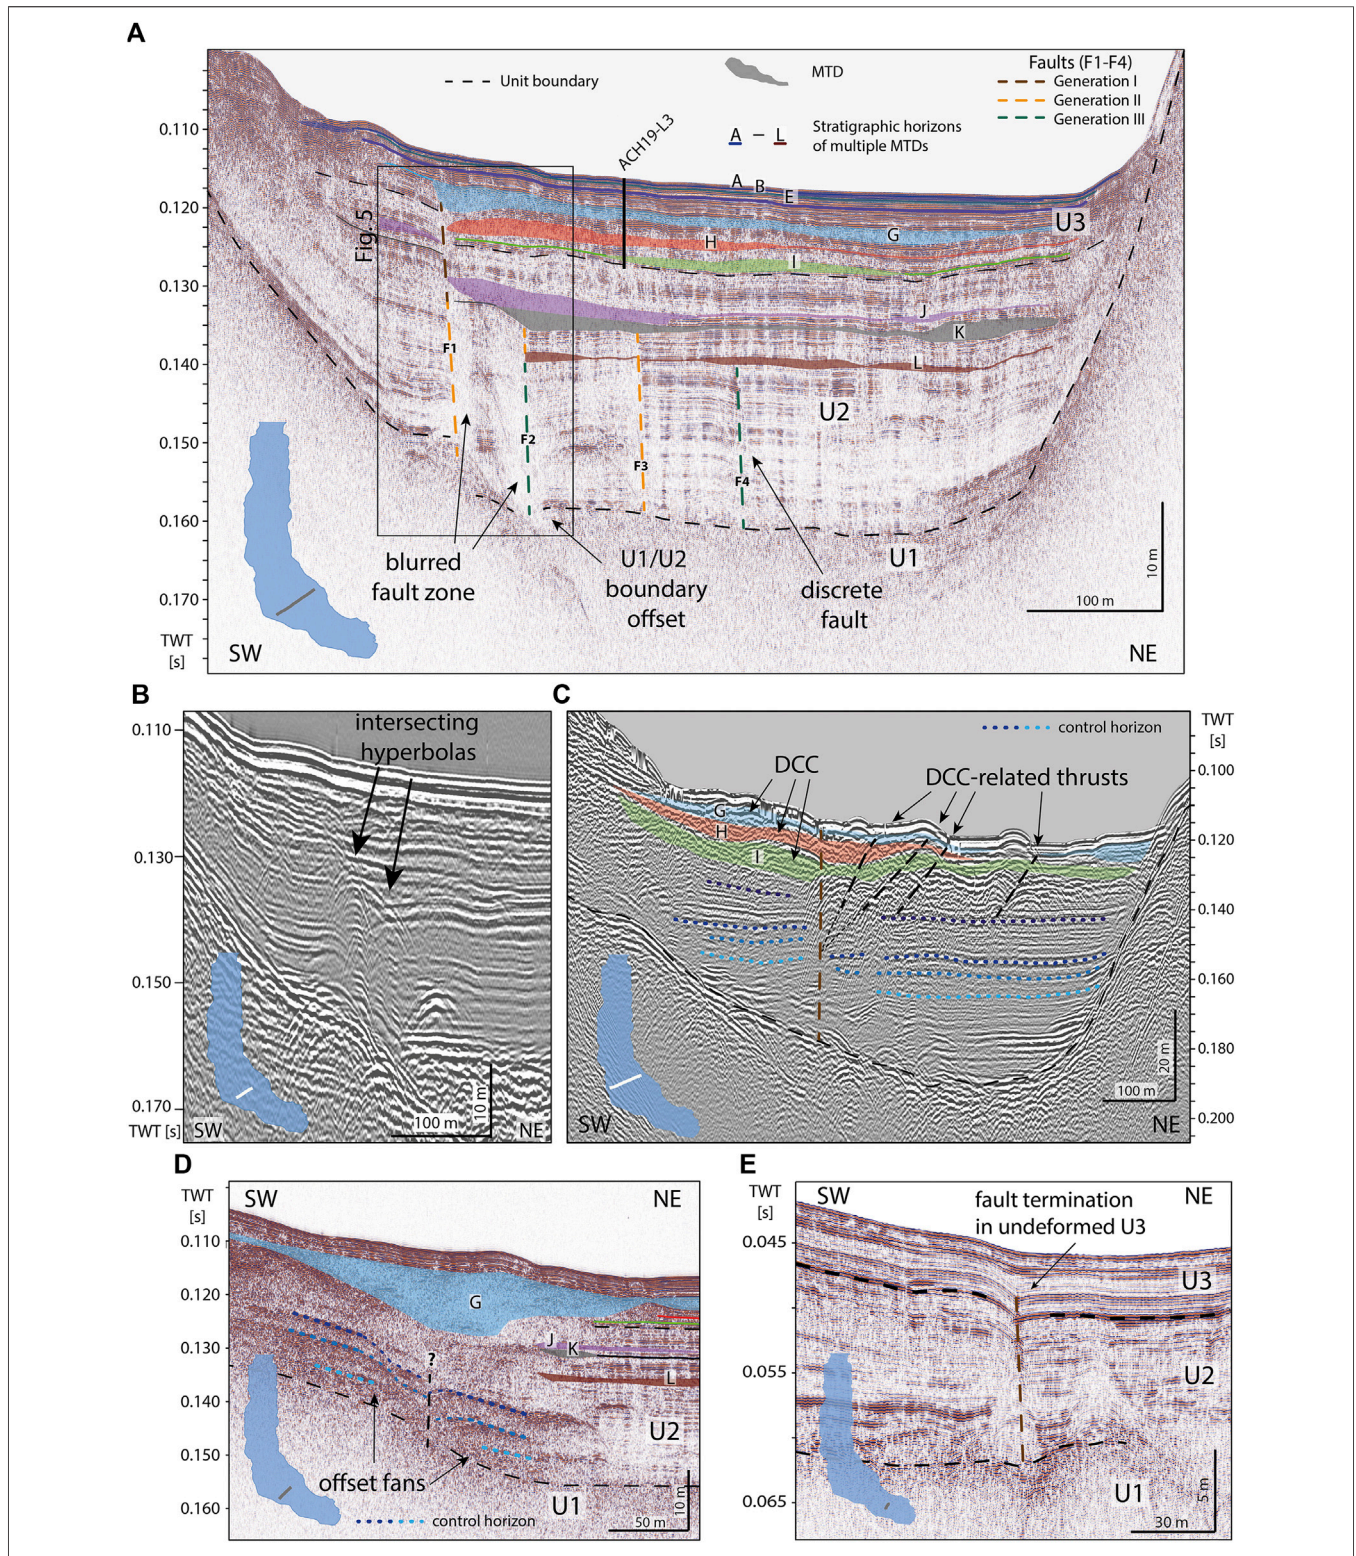 A
Unit boundary
MTD
Faults (F1-F4)
Generation I
Generation II
Generation III
A – L
Stratigraphic horizons
of multiple MTDs
ACH19-L3
Fig. 5
0.110
0.120
0.130
0.140
0.150
0.160
0.170
TWT
[s]
A
B
E
U3
G
H
I
J
K
L
F1
F2
F3
F4
U2
U1
blurred
fault zone
U1/U2
boundary
offset
discrete
fault
10 m
100 m
SW
NE
B
intersecting
hyperbolas
0.110
0.130
0.150
0.170
TWT [s]
SW
100 m
10 m
NE
C
control horizon
TWT
[s]
DCC
DCC-related thrusts
G
H
I
0.100
0.120
0.140
0.160
0.180
0.200
20 m
100 m
SW
NE
D
TWT
[s]
SW
NE
0.110
0.120
0.130
0.140
0.150
0.160
G
J
K
L
?
U2
offset fans
U1
10 m
50 m
control horizon
E
TWT
[s]
SW
NE
fault termination
in undeformed U3
0.045
0.055
0.065
U3
U2
U1
5 m
30 m